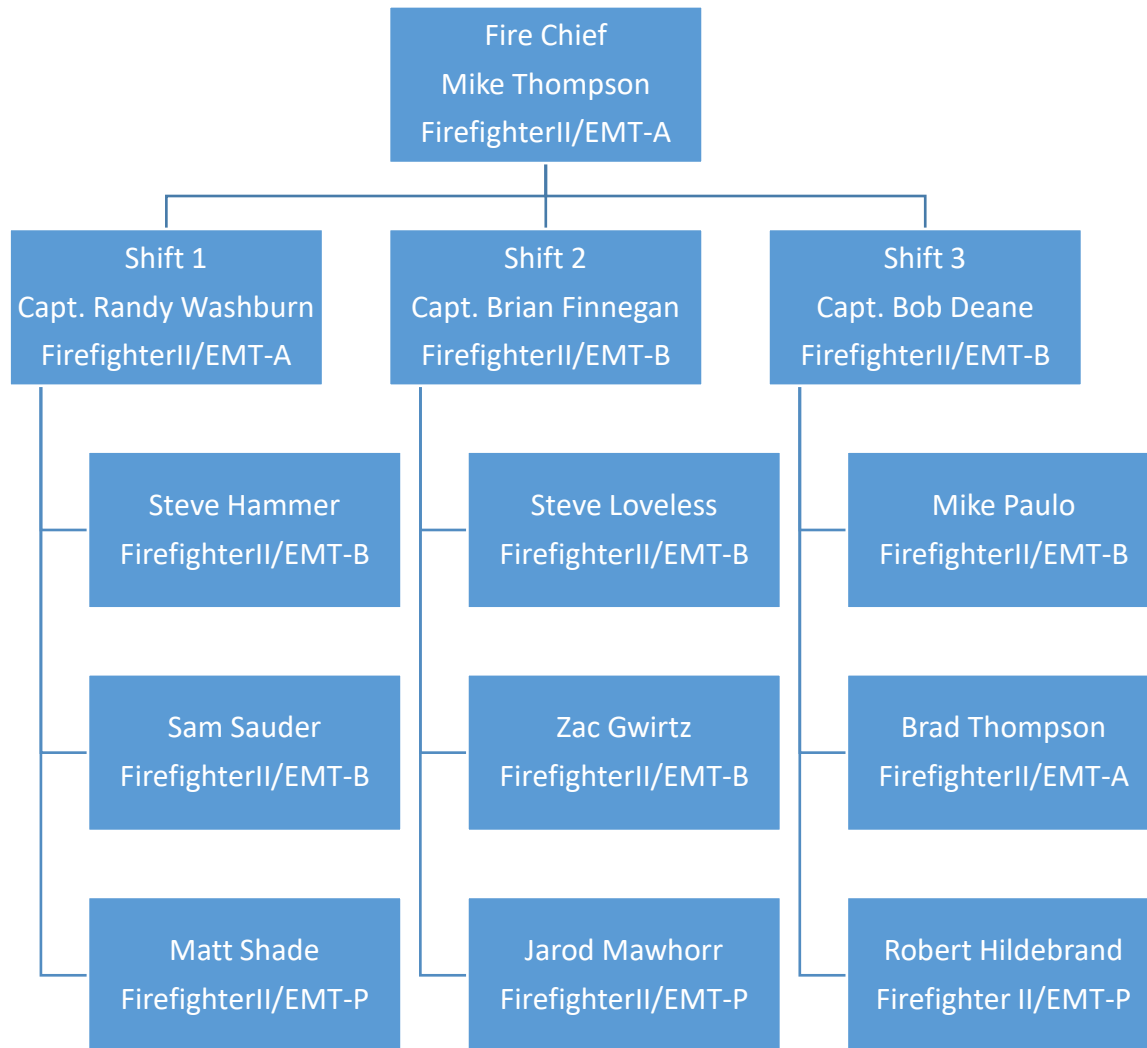 Fire Chief
Mike Thompson
FirefighterII/EMT-A
Shift 1
Capt. Randy Washburn
FirefighterII/EMT-A
Steve Hammer
FirefighterII/EMT-B
Sam Sauder
FirefighterII/EMT-B
Matt Shade
FirefighterII/EMT-P
Shift 2
Capt. Brian Finnegan
FirefighterII/EMT-B
Steve Loveless
FirefighterII/EMT-B
Zac Gwirtz
FirefighterII/EMT-B
Jarod Mawhorr
FirefighterII/EMT-P
Shift 3
Capt. Bob Deane
FirefighterII/EMT-B
Mike Paulo
FirefighterII/EMT-B
Brad Thompson
FirefighterII/EMT-A
Robert Hildebrand
Firefighter II/EMT-P